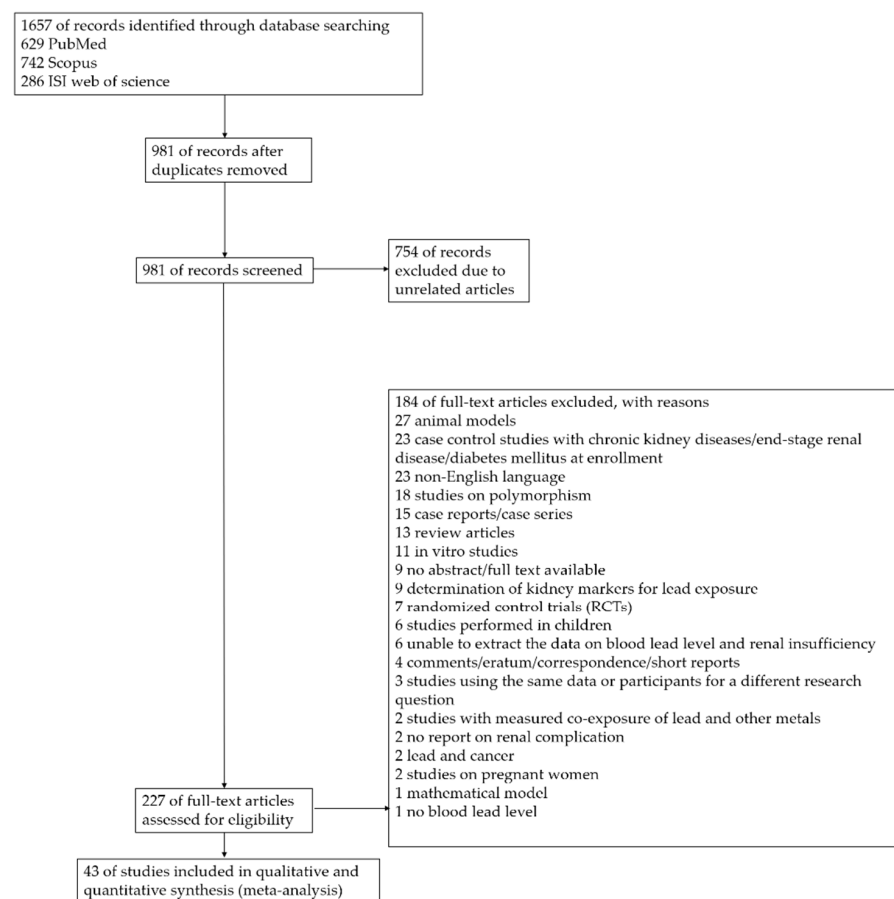 1657 of records identified through database searching
629 PubMed
742 Scopus
286 ISI web of science
981 of records after
duplicates removed
981 of records screened
754 of records
excluded due to
unrelated articles
184 of full-text articles excluded, with reasons
27 animal models
23 case control studies with chronic kidney diseases/end-stage renal
disease/diabetes mellitus at enrollment
23 non-English language
18 studies on polymorphism
15 case reports/case series
13 review articles
11 in vitro studies
9 no abstract/full text available
9 determination of kidney markers for lead exposure
7 randomized control trials (RCTs)
6 studies performed in children
6 unable to extract the data on blood lead level and renal insufficiency
4 comments/eratum/correspondence/short reports
3 studies using the same data or participants for a different research
question
2 studies with measured co-exposure of lead and other metals
2 no report on renal complication
2 lead and cancer
2 studies on pregnant women
1 mathematical model
1 no blood lead level
227 of full-text articles
assessed for eligibility
43 of studies included in qualitative and
quantitative synthesis (meta-analysis)